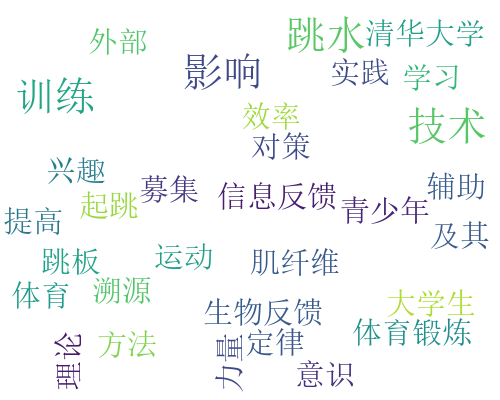 外部
跳水
清华大学
影响
实践
学习
训练
效率
技术
对策
兴趣
募集
信息反馈
青少年
辅助
起跳
提高
及其
跳板
运动
肌纤维
体育
溯源
生物反馈
大学生
理论
方法
力量
定律
体育锻炼
意识